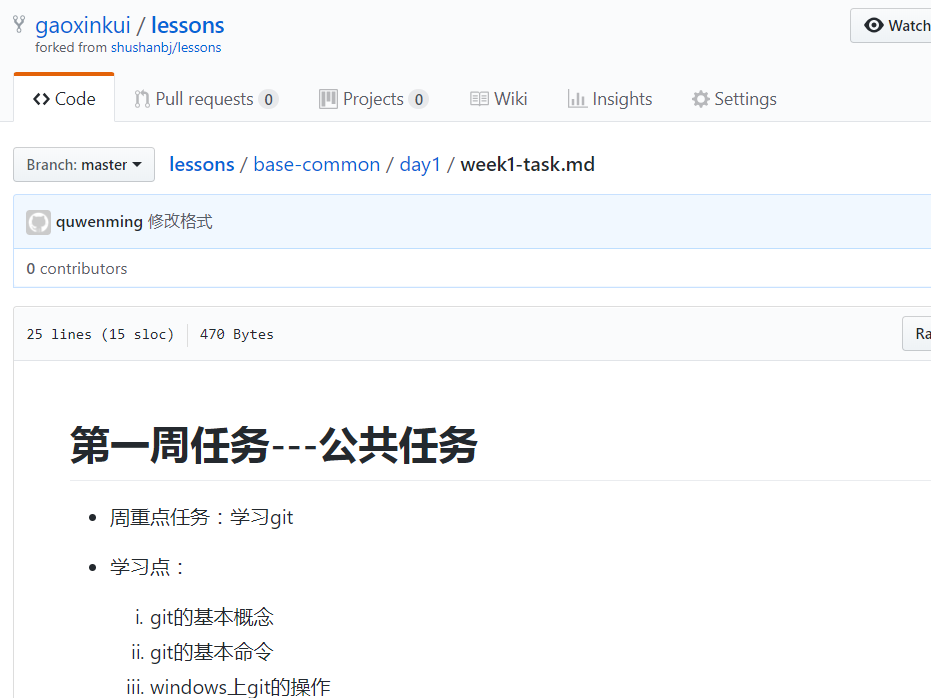 gaoxinkui / lessons
forked from shushanbj/lessons
Watch
Code Pull requests 0 Projects 0 Wiki Insights Settings
Branch: master lessons / base-common / day1 / week1-task.md
quwenming 修改格式
0 contributors
25 lines (15 sloc) 470 Bytes
Ra
第一周任务---公共任务
• 周重点任务：学习git
• 学习点：
i. git的基本概念
ii. git的基本命令
iii. windows上git的操作